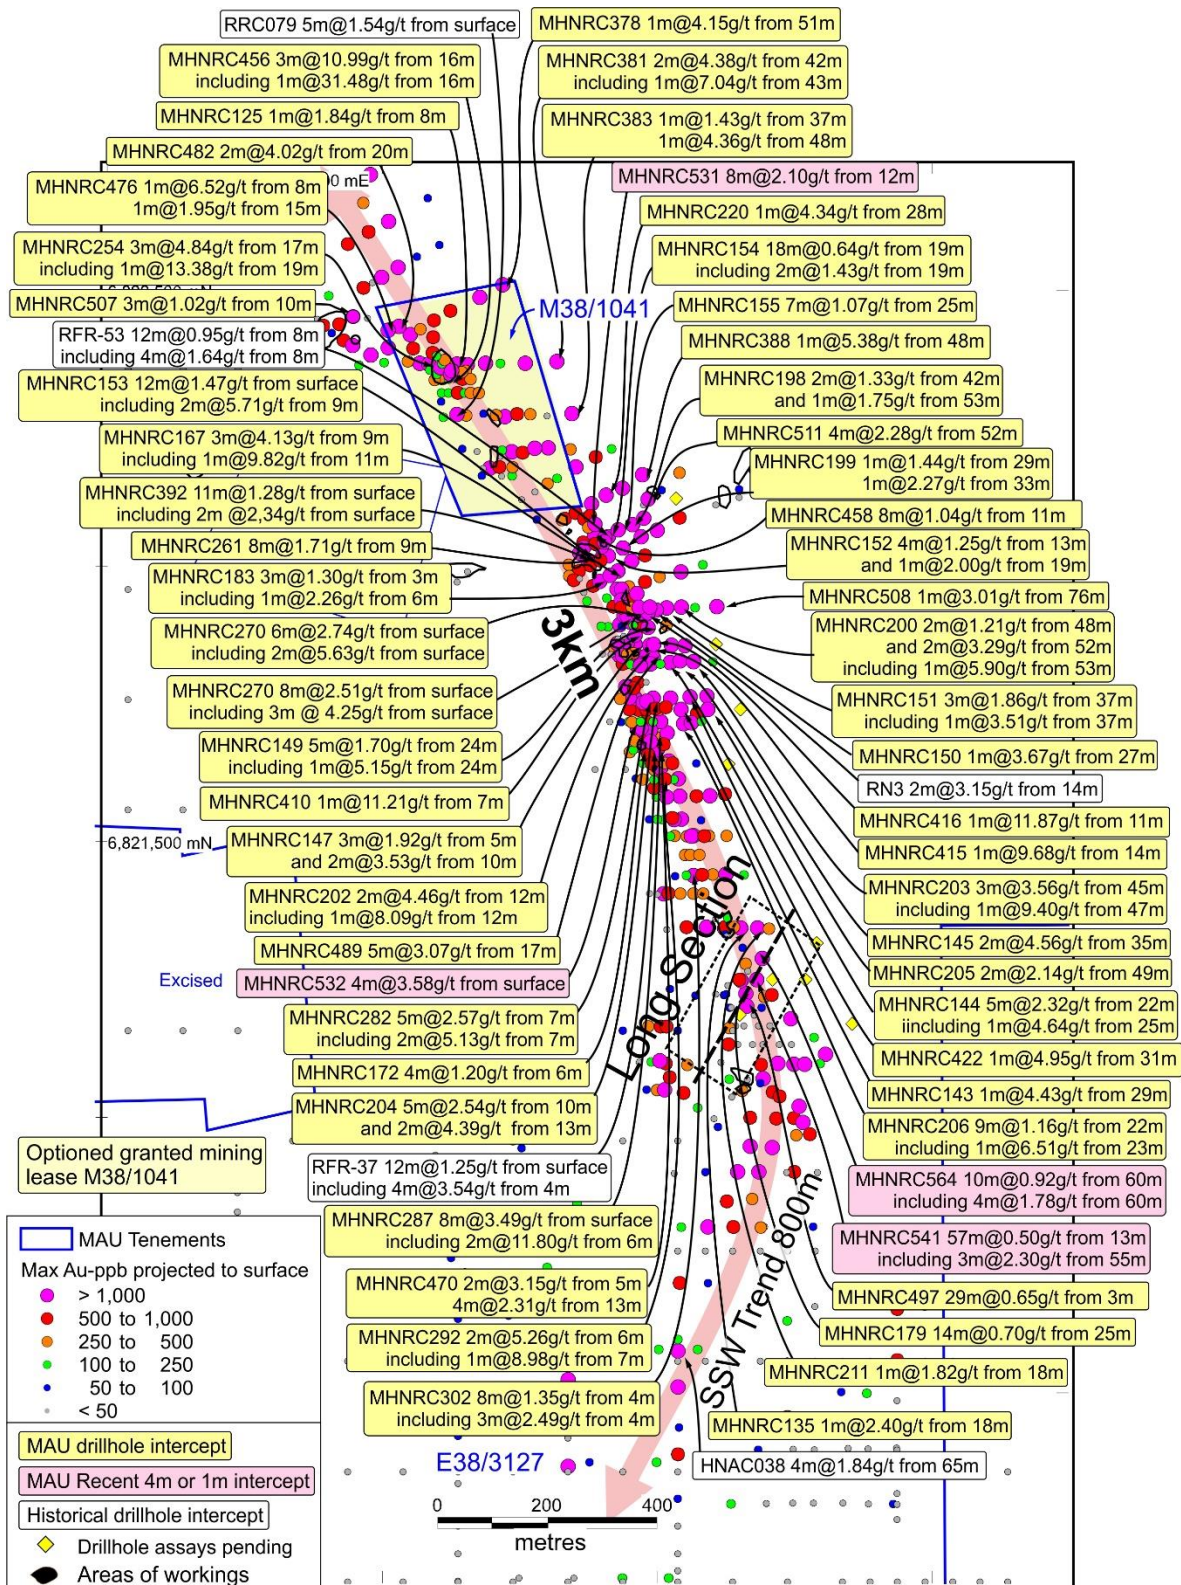 RRC079 5m@1.54g/t from surface
MHNRC378 1m@4.15g/t from 51m
MHNRC456 3m@10.99g/t from 16m
including 1m@31.48g/t from 16m
MHNRC381 2m@4.38g/t from 42m
including 1m@7.04g/t from 43m
MHNRC125 1m@1.84g/t from 8m
MHNRC383 1m@1.43g/t from 37m
1m@4.36g/t from 48m
MHNRC482 2m@4.02g/t from 20m
MHNRC531 8m@2.10g/t from 12m
MHNRC476 1m@6.52g/t from 8m
1m@1.95g/t from 15m
00 mE
MHNRC220 1m@4.34g/t from 28m
MHNRC254 3m@4.84g/t from 17m
including 1m@13.38g/t from 19m
MHNRC154 18m@0.64g/t from 19m
including 2m@1.43g/t from 19m
MHNRC507 3m@1.02g/t from 10m
M38/1041
MHNRC155 7m@1.07g/t from 25m
RFR-53 12m@0.95g/t from 8m
including 4m@1.64g/t from 8m
MHNRC388 1m@5.38g/t from 48m
MHNRC153 12m@1.47g/t from surface
including 2m@5.71g/t from 9m
MHNRC198 2m@1.33g/t from 42m
and 1m@1.75g/t from 53m
MHNRC167 3m@4.13g/t from 9m
including 1m@9.82g/t from 11m
MHNRC511 4m@2.28g/t from 52m
MHNRC199 1m@1.44g/t from 29m
1m@2.27g/t from 33m
MHNRC392 11m@1.28g/t from surface
including 2m @2,34g/t from surface
MHNRC458 8m@1.04g/t from 11m
MHNRC261 8m@1.71g/t from 9m
MHNRC152 4m@1.25g/t from 13m
and 1m@2.00g/t from 19m
MHNRC183 3m@1.30g/t from 3m
including 1m@2.26g/t from 6m
MHNRC508 1m@3.01g/t from 76m
MHNRC270 6m@2.74g/t from surface
including 2m@5.63g/t from surface
3km
MHNRC200 2m@1.21g/t from 48m
and 2m@3.29g/t from 52m
including 1m@5.90g/t from 53m
MHNRC270 8m@2.51g/t from surface
including 3m @ 4.25g/t from surface
MHNRC151 3m@1.86g/t from 37m
including 1m@3.51g/t from 37m
MHNRC149 5m@1.70g/t from 24m
including 1m@5.15g/t from 24m
MHNRC150 1m@3.67g/t from 27m
RN3 2m@3.15g/t from 14m
MHNRC410 1m@11.21g/t from 7m
MHNRC416 1m@11.87g/t from 11m
6,821,500 mN
MHNRC147 3m@1.92g/t from 5m
and 2m@3.53g/t from 10m
MHNRC415 1m@9.68g/t from 14m
MHNRC202 2m@4.46g/t from 12m
including 1m@8.09g/t from 12m
MHNRC203 3m@3.56g/t from 45m
including 1m@9.40g/t from 47m
MHNRC489 5m@3.07g/t from 17m
MHNRC145 2m@4.56g/t from 35m
Excised
MHNRC532 4m@3.58g/t from surface
Long Section
MHNRC205 2m@2.14g/t from 49m
MHNRC282 5m@2.57g/t from 7m
including 2m@5.13g/t from 7m
MHNRC144 5m@2.32g/t from 22m
iincluding 1m@4.64g/t from 25m
MHNRC172 4m@1.20g/t from 6m
MHNRC422 1m@4.95g/t from 31m
MHNRC204 5m@2.54g/t from 10m
and 2m@4.39g/t from 13m
MHNRC143 1m@4.43g/t from 29m
MHNRC206 9m@1.16g/t from 22m
including 1m@6.51g/t from 23m
Optioned granted mining
lease M38/1041
RFR-37 12m@1.25g/t from surface
including 4m@3.54g/t from 4m
MHNRC564 10m@0.92g/t from 60m
including 4m@1.78g/t from 60m
MHNRC287 8m@3.49g/t from surface
including 2m@11.80g/t from 6m
MHNRC541 57m@0.50g/t from 13m
including 3m@2.30g/t from 55m
MHNRC470 2m@3.15g/t from 5m
4m@2.31g/t from 13m
SSW Trend 800m
MHNRC497 29m@0.65g/t from 3m
MHNRC292 2m@5.26g/t from 6m
including 1m@8.98g/t from 7m
MHNRC179 14m@0.70g/t from 25m
MHNRC211 1m@1.82g/t from 18m
MHNRC302 8m@1.35g/t from 4m
including 3m@2.49g/t from 4m
MHNRC135 1m@2.40g/t from 18m
HNAC038 4m@1.84g/t from 65m
E38/3127
0 200 400
metres
MAU Tenements
Max Au-ppb projected to surface
> 1,000
500 to 1,000
250 to 500
100 to 250
50 to 100
< 50
MAU drillhole intercept
MAU Recent 4m or 1m intercept
Historical drillhole intercept
Drillhole assays pending
Areas of workings